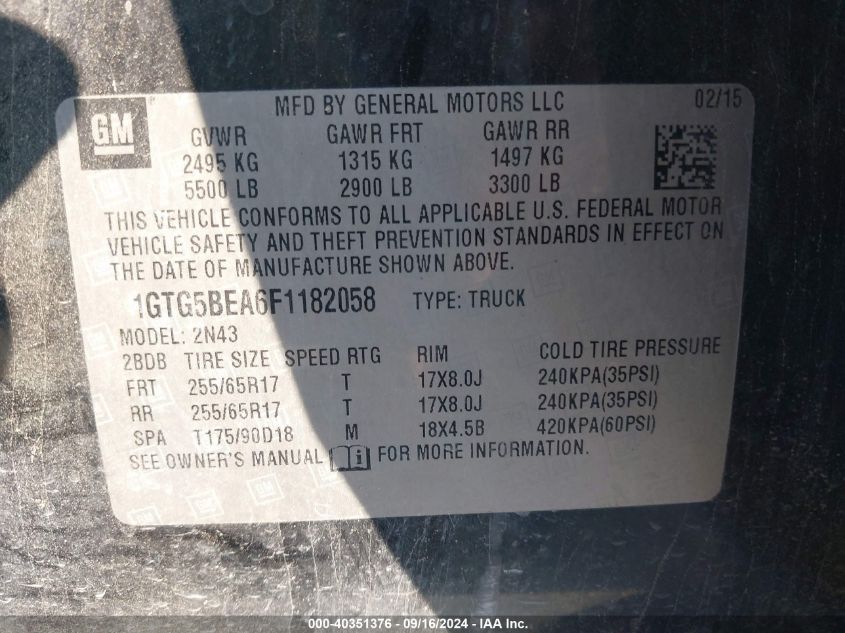 MFD BY GENERAL MOTORS LLC 02/15
GM
GVWR GAWR FRT GAWR RR
2495 KG 1315 KG 1497 KG
5500 LB 2900 LB 3300 LB
THIS VEHICLE CONFORMS TO ALL APPLICABLE U.S. FEDERAL MOTOR
VEHICLE SAFETY AND THEFT PREVENTION STANDARDS IN EFFECT ON
THE DATE OF MANUFACTURE SHOWN ABOVE.
1GTG5BEA6F1182058 TYPE: TRUCK
MODEL: 2N43
2BDB TIRE SIZE SPEED RTG RIM COLD TIRE PRESSURE
FRT 255/65R17 T 17X8.0J 240KPA(35PSI)
RR 255/65R17 T 17X8.0J 240KPA(35PSI)
SPA T175/90D18 M 18X4.5B 420KPA(60PSI)
SEE OWNER'S MANUAL i FOR MORE INFORMATION.
000-40351376 - 09/16/2024 - IAA Inc.